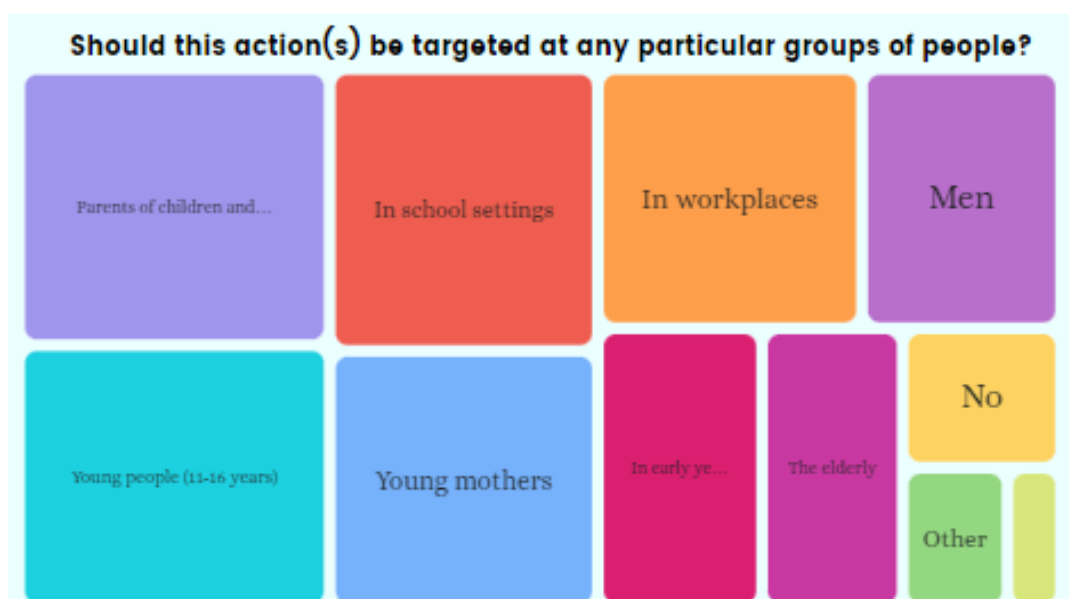 Should this action(s) be targeted at any particular groups of people?
Parents of children and...
In school settings
In workplaces
Men
Young people (11-16 years)
Young mothers
In early ye...
The elderly
No
Other